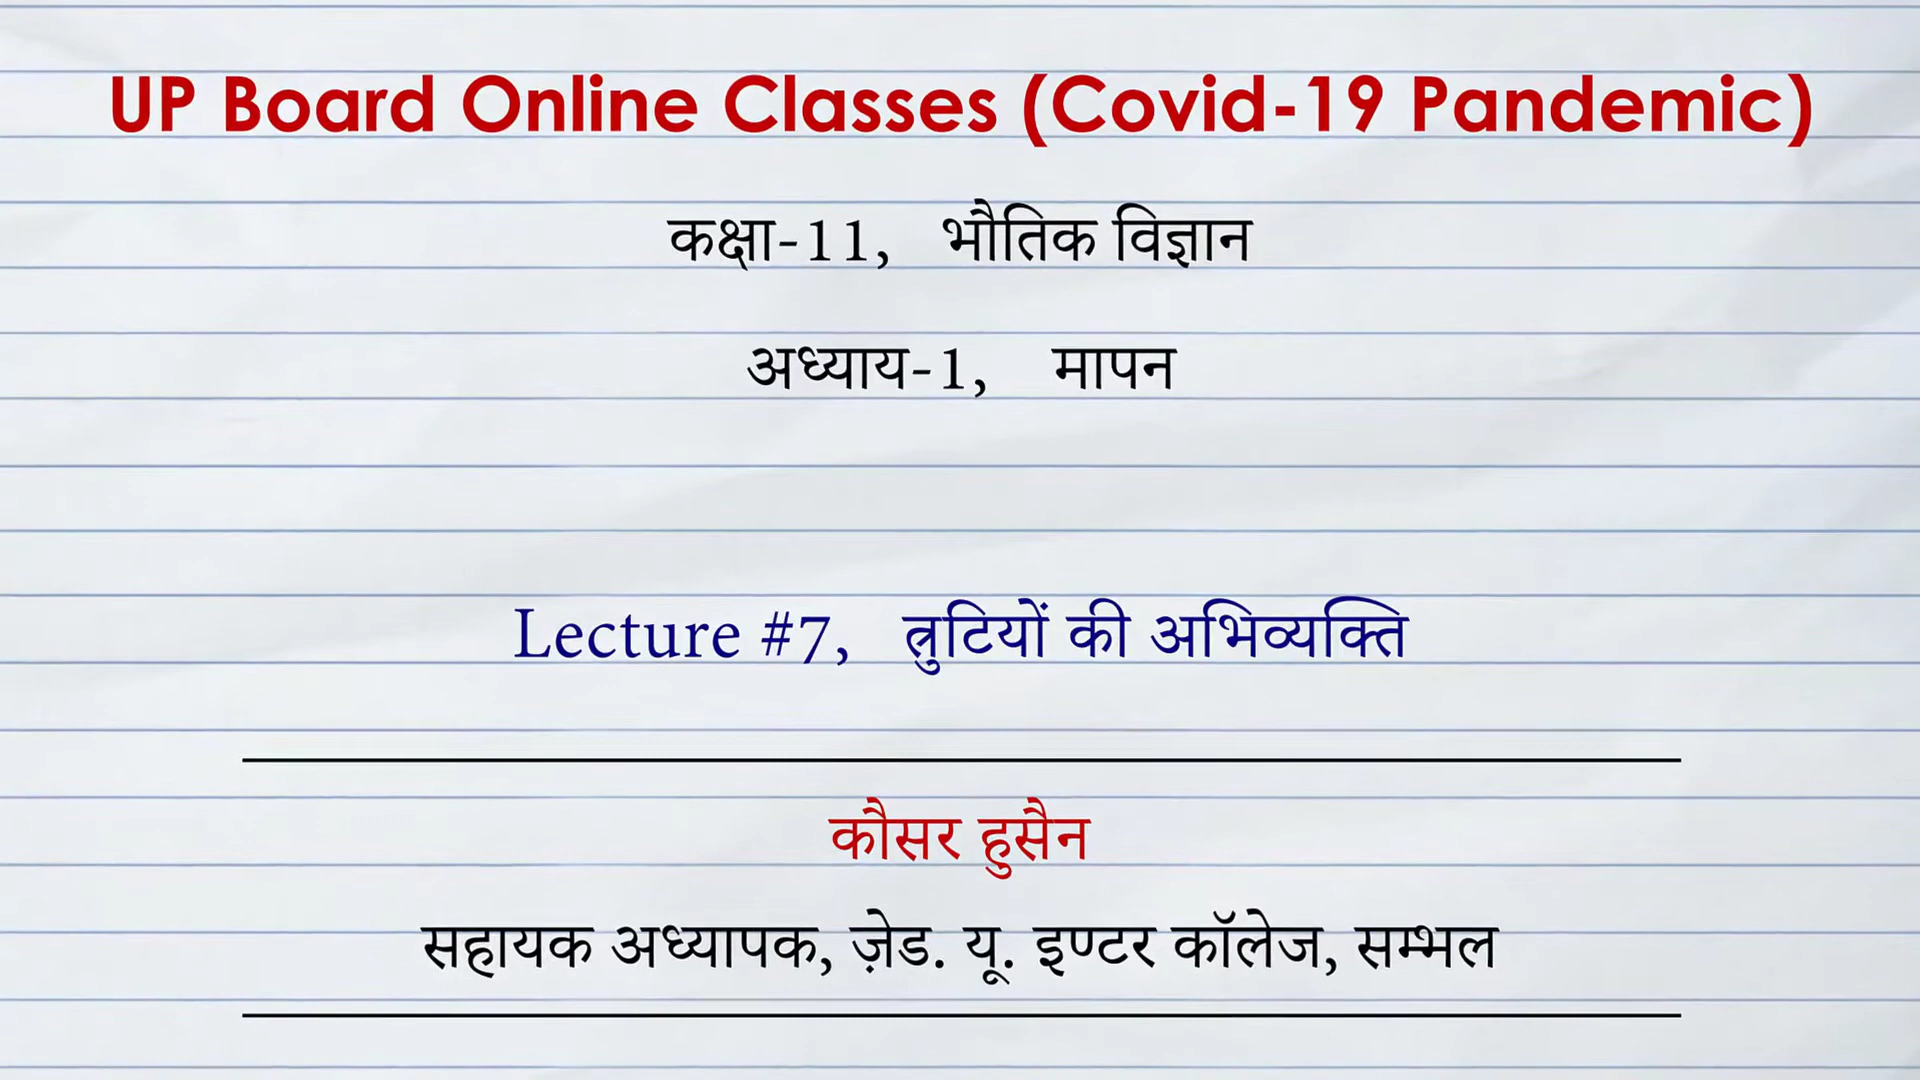 UP Board Online Classes (Covid-19 Pandemic)
कक्षा-11, भौतिक विज्ञान
अध्याय-1, मापन
Lecture #7, त्रुटियों की अभिव्यक्ति
कौसर हुसैन
सहायक अध्यापक, ज़ेड. यू. इण्टर कॉलेज, सम्भल